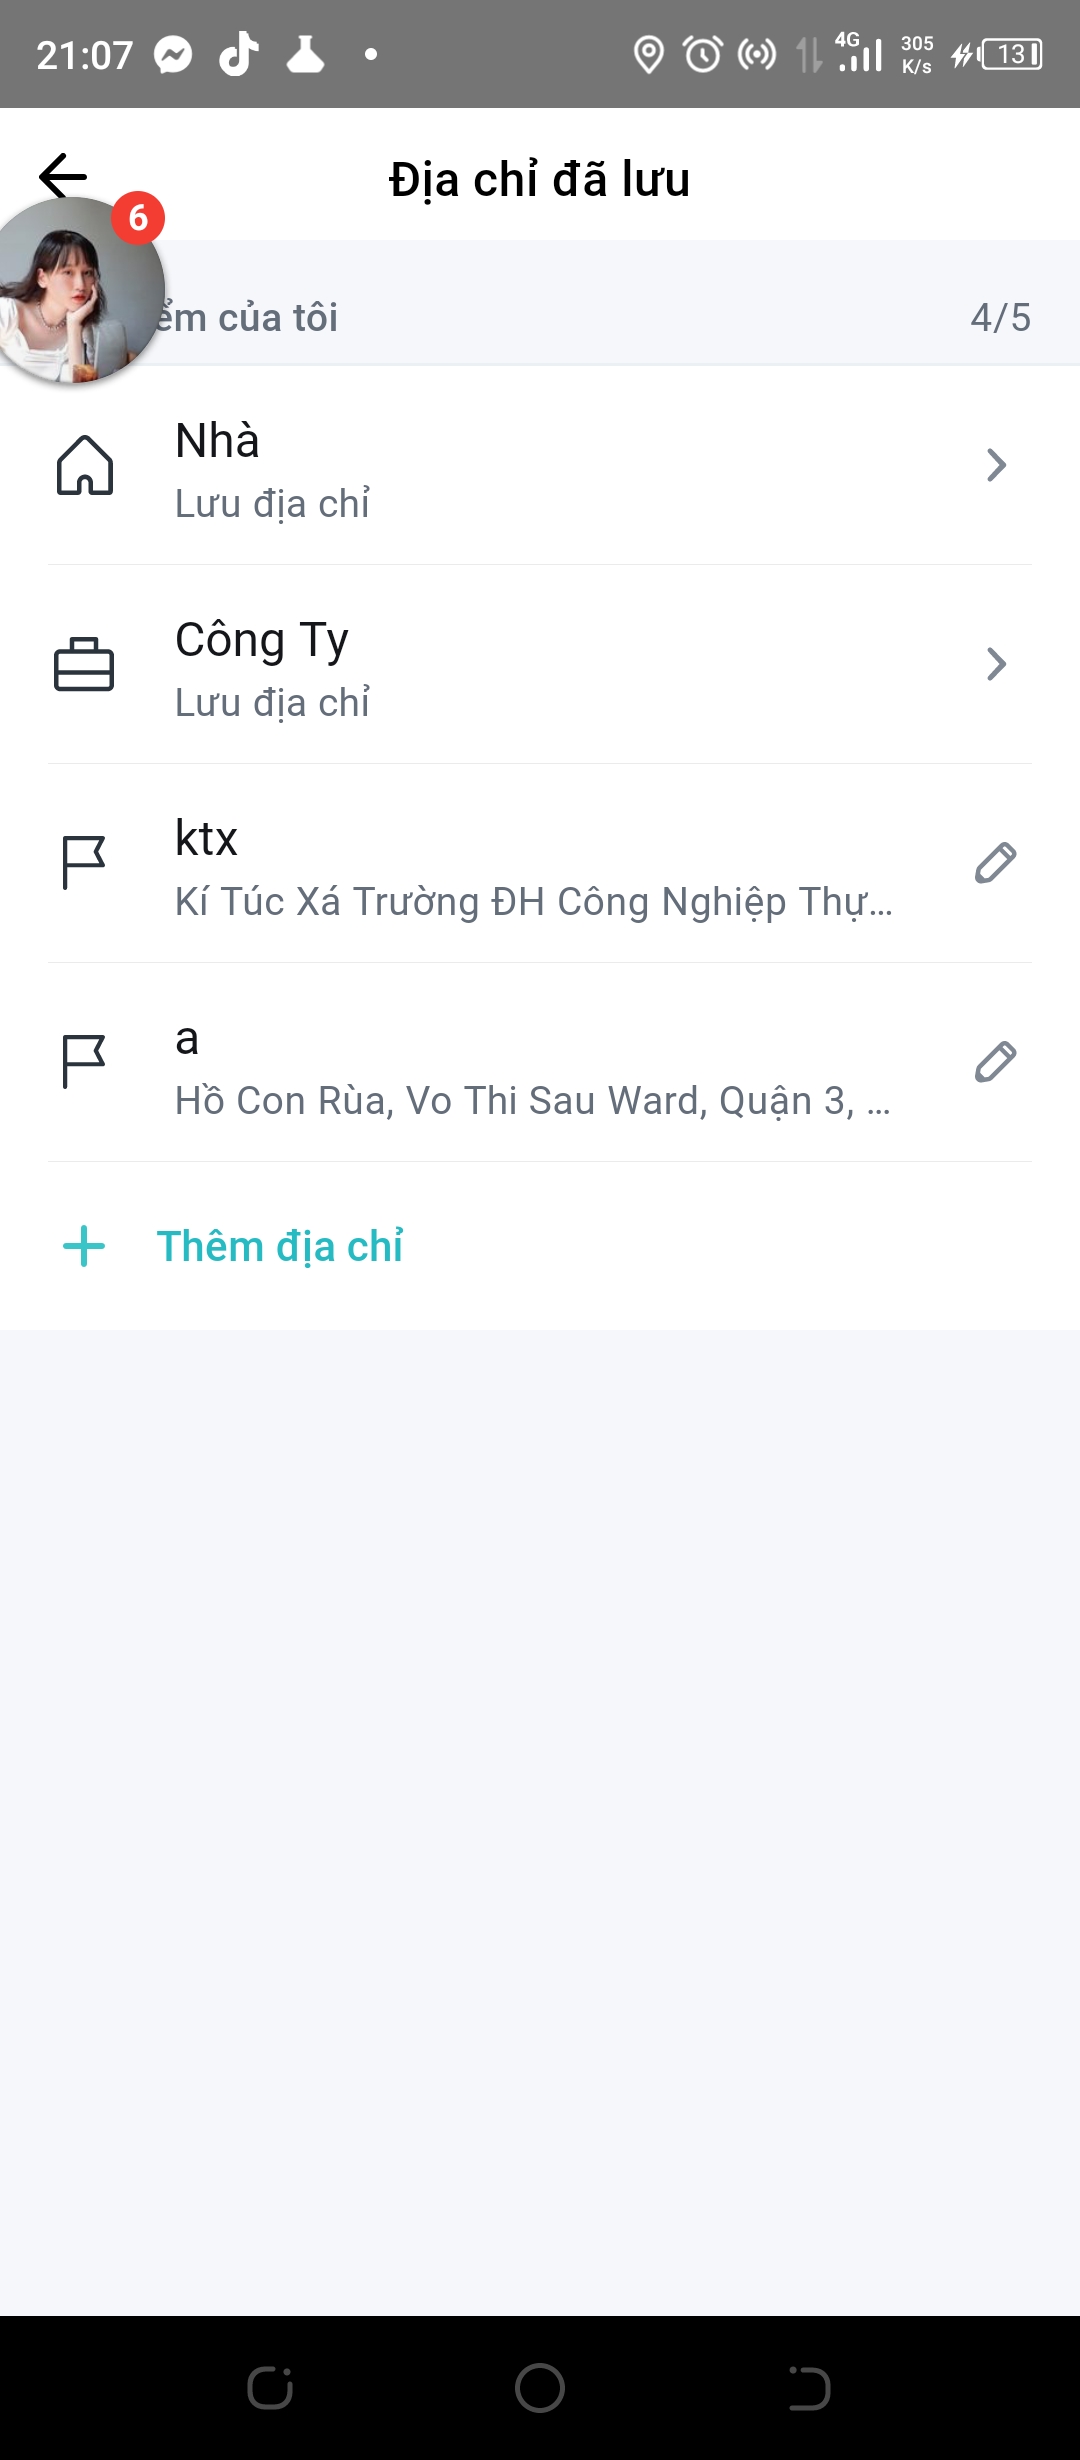 21:07
4G
305
K/s
13
Địa chỉ đã lưu
6
của tôi
4/5
Nhà
Lưu địa chỉ
Công Ty
Lưu địa chỉ
ktx
Kí Túc Xá Trường ĐH Công Nghiệp Thự...
a
Hồ Con Rùa, Vo Thi Sau Ward, Quận 3, ...
Thêm địa chỉ